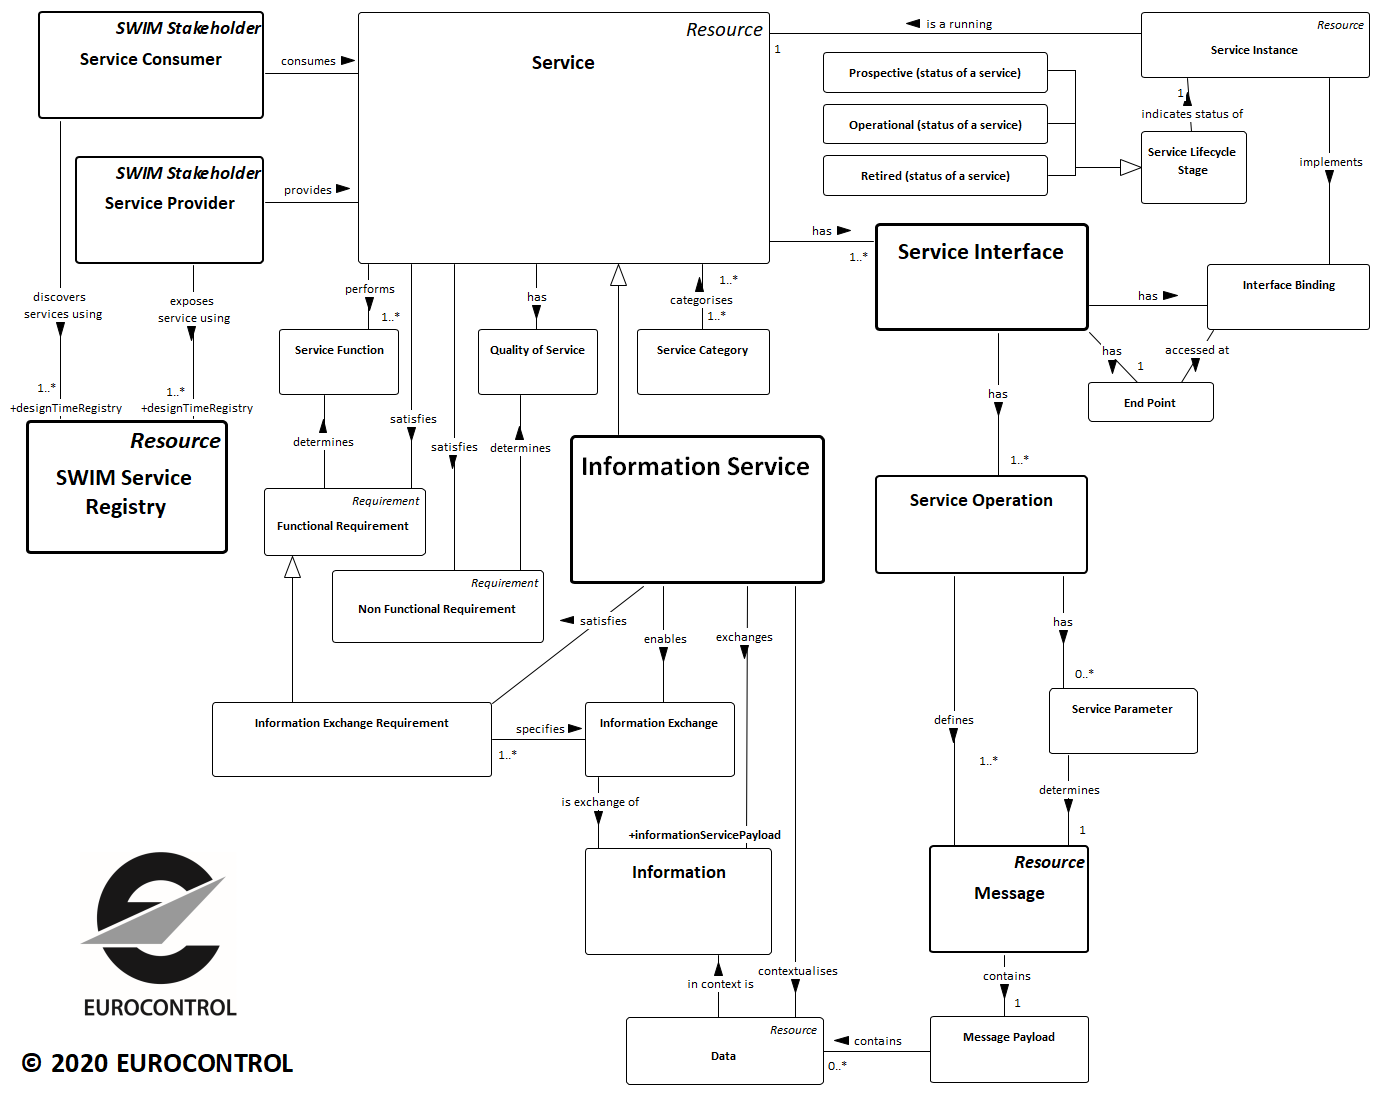 SWIM Stakeholder
Service Consumer
consumes
Resource
Service
1
is a running
Resource
Service Instance
Prospective (status of a service)
Operational (status of a service)
Retired (status of a service)
1
indicates status of
Service Lifecycle
Stage
implements
SWIM Stakeholder
Service Provider
provides
has
1..*
Service Interface
has
Interface Binding
discovers
services using
exposes
service using
performs
1..*
has
1..*
categorises
1..*
Service Function
Quality of Service
Service Category
has
1
accessed at
End Point
has
1..*
+designTimeRegistry
1..*
+designTimeRegistry
satisfies
satisfies
determines
determines
Resource
SWIM Service
Registry
Information Service
1..*
Service Operation
Requirement
Functional Requirement
Requirement
Non Functional Requirement
satisfies
enables
exchanges
has
0..*
Information Exchange Requirement
specifies
1..*
Information Exchange
Service Parameter
defines
1..*
is exchange of
determines
1
+informationServicePayload
Information
Resource
Message
in context is
contextualises
contains
1
Resource
Data
contains
0..*
Message Payload
EUROCONTROL
© 2020 EUROCONTROL